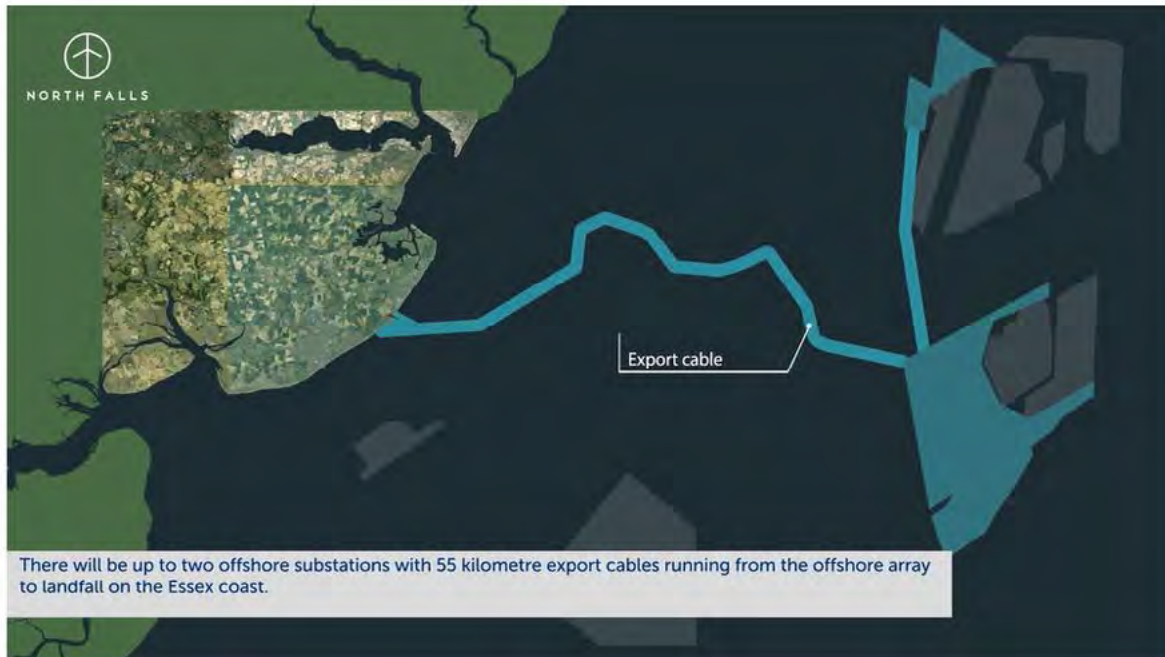 NORTH FALLS
Export cable
There will be up to two offshore substations with 55 kilometre export cables running from the offshore array
to landfall on the Essex coast.